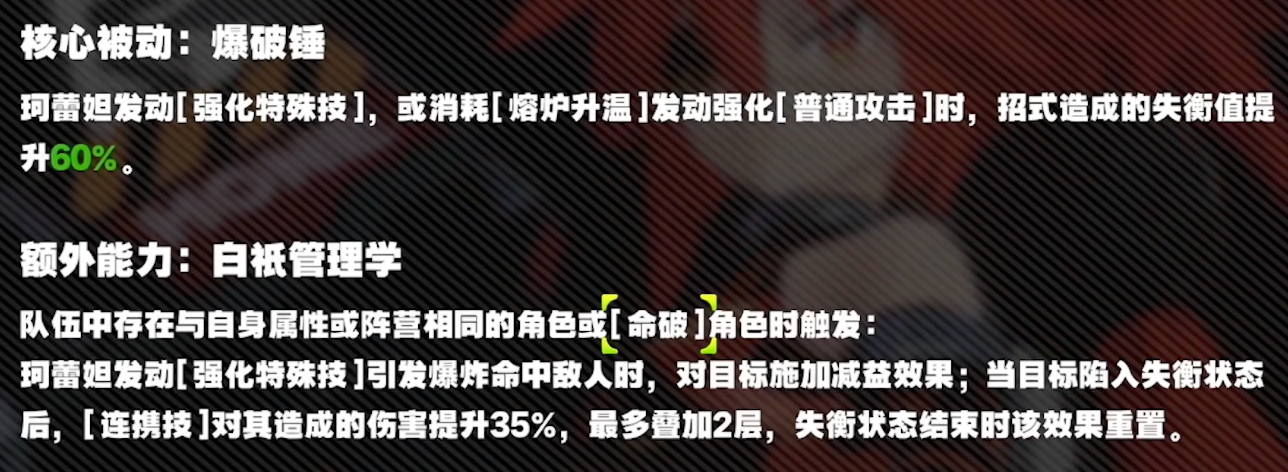 核心被动：爆破锤
珂蕾妲发动[强化特殊技]，或消耗[熔炉升温]发动强化[普通攻击]时，招式造成的失衡值提
升60%。
额外能力：白祇管理学
队伍中存在与自身属性或阵营相同的角色或[命破]角色时触发：
珂蕾妲发动[强化特殊技]引发爆炸命中敌人时，对目标施加减益效果；当目标陷入失衡状态
后，[连携技]对其造成的伤害提升35%，最多叠加2层，失衡状态结束时该效果重置。